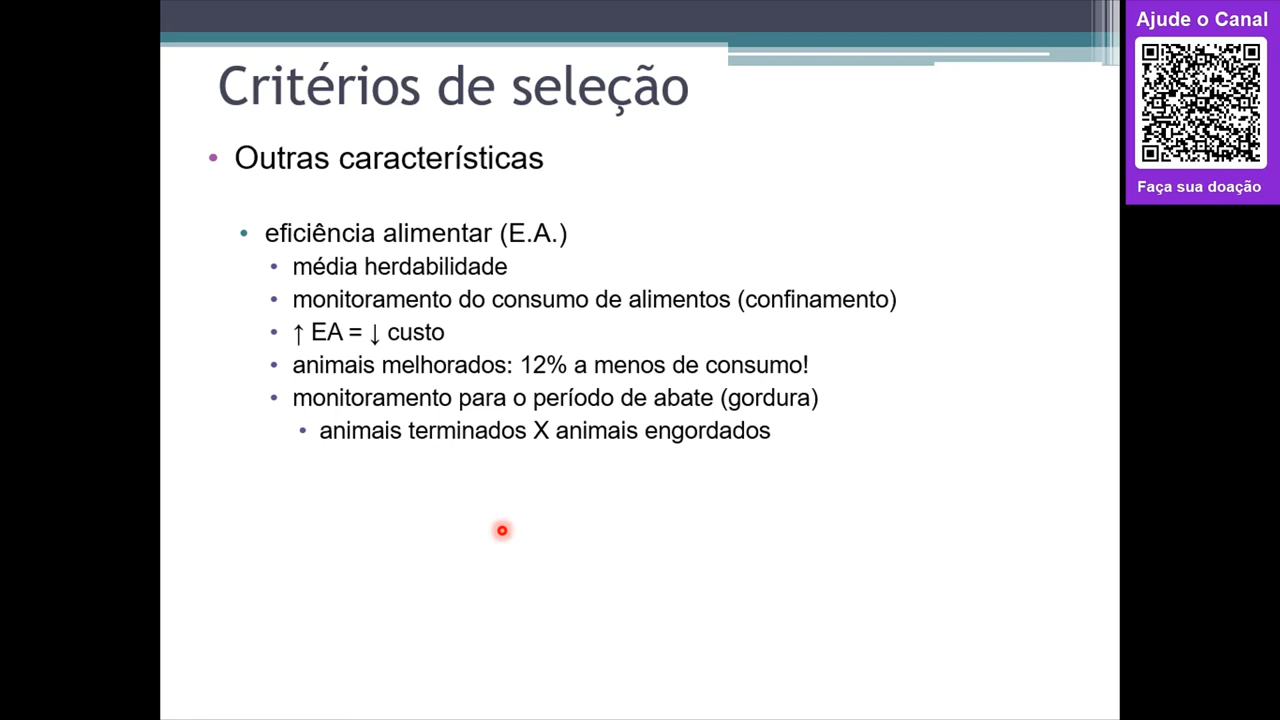 Critérios de seleção
• Outras características
• eficiência alimentar (E.A.)
• média herdabilidade
• monitoramento do consumo de alimentos (confinamento)
• ↑ EA = ↓ custo
• animais melhorados: 12% a menos de consumo!
• monitoramento para o período de abate (gordura)
• animais terminados X animais engordados
Ajude o Canal
Faça sua doação